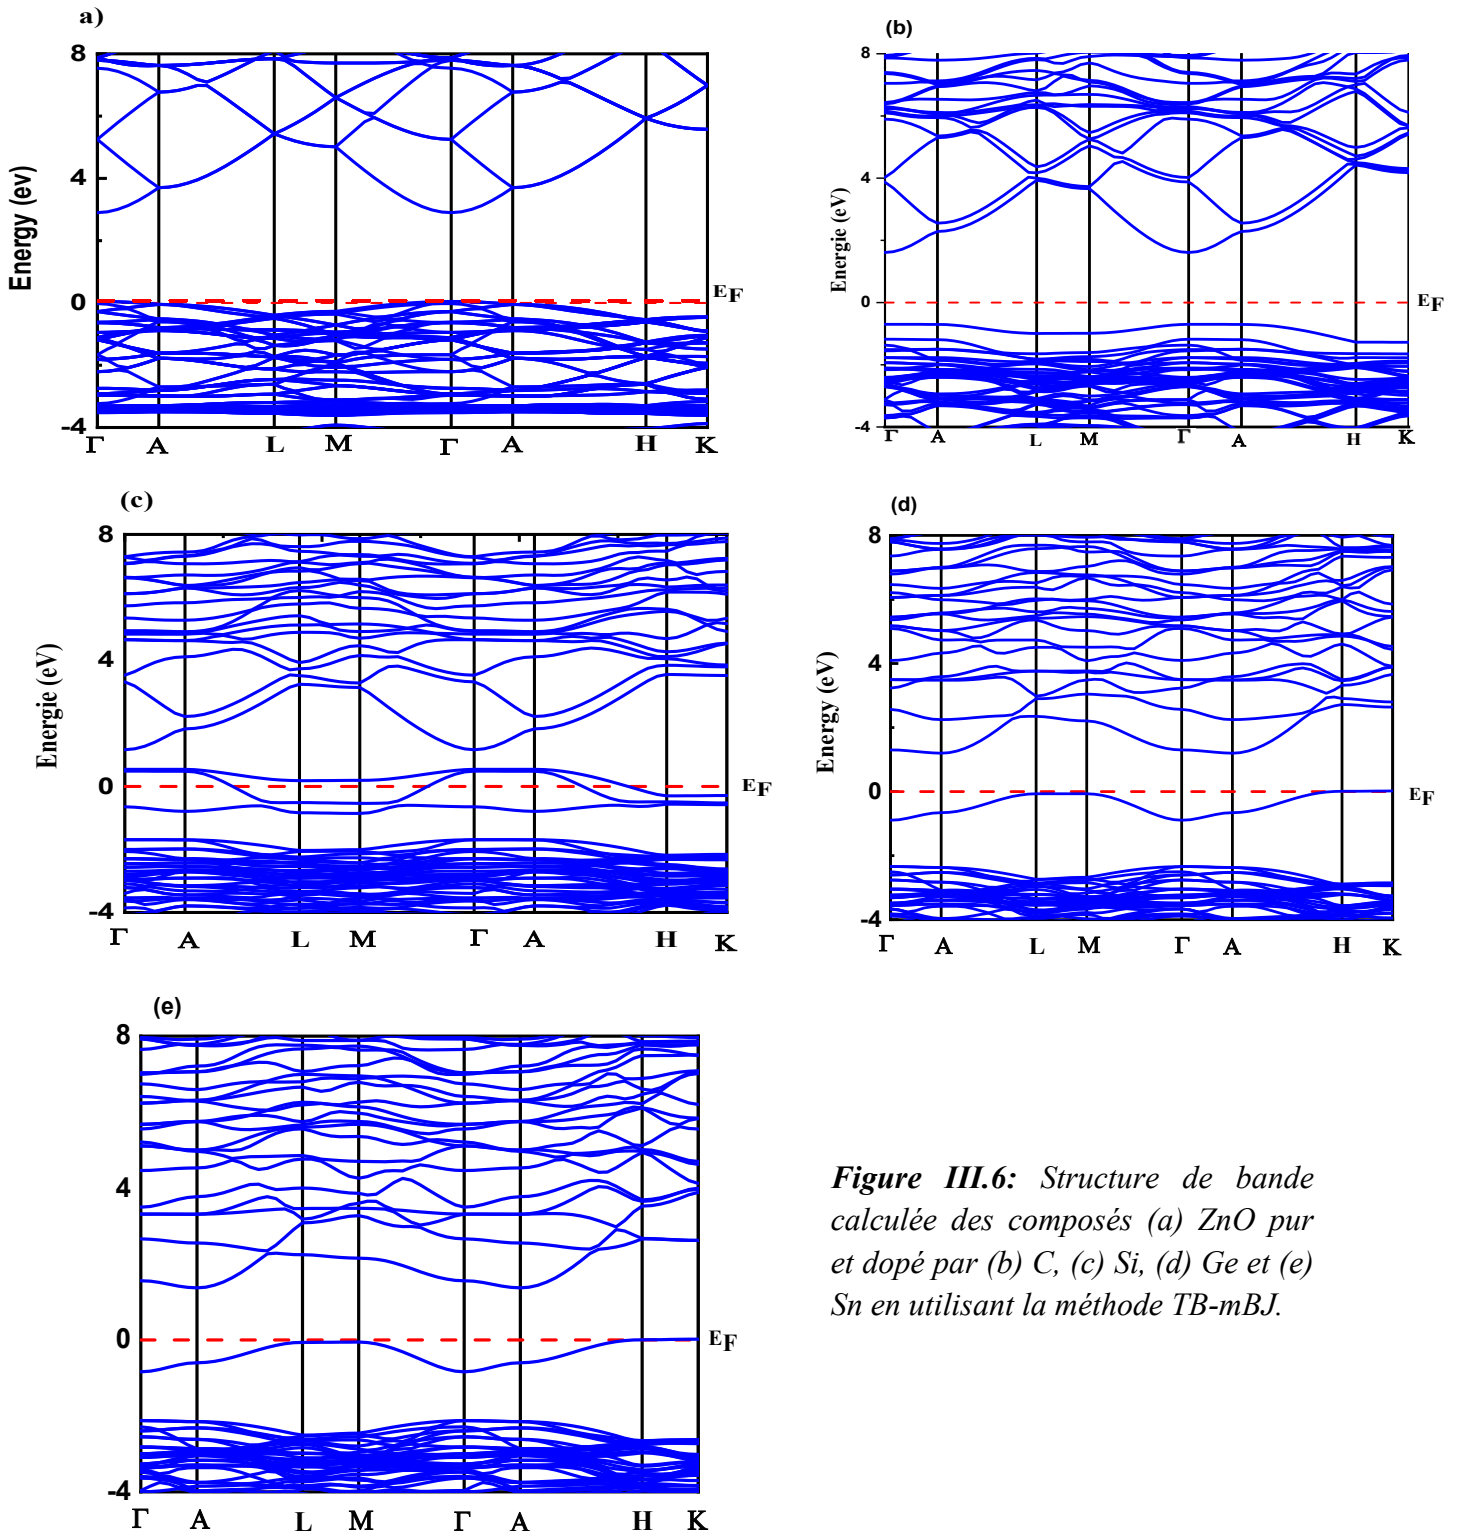 a)
8
4
0
-4
Energy (ev)
EF
Γ A L M Γ A H K
(b)
8
4
0
-4
Energie (eV)
EF
Γ A L M Γ A H K
(c)
8
4
0
-4
Energie (eV)
EF
Γ A L M Γ A H K
(d)
8
4
0
-4
Energy (eV)
EF
Γ A L M Γ A H K
(e)
8
4
0
-4
EF
Γ A L M Γ A H K
Figure III.6: Structure de bande
calculée des composés (a) ZnO pur
et dopé par (b) C, (c) Si, (d) Ge et (e)
Sn en utilisant la méthode TB-mBJ.